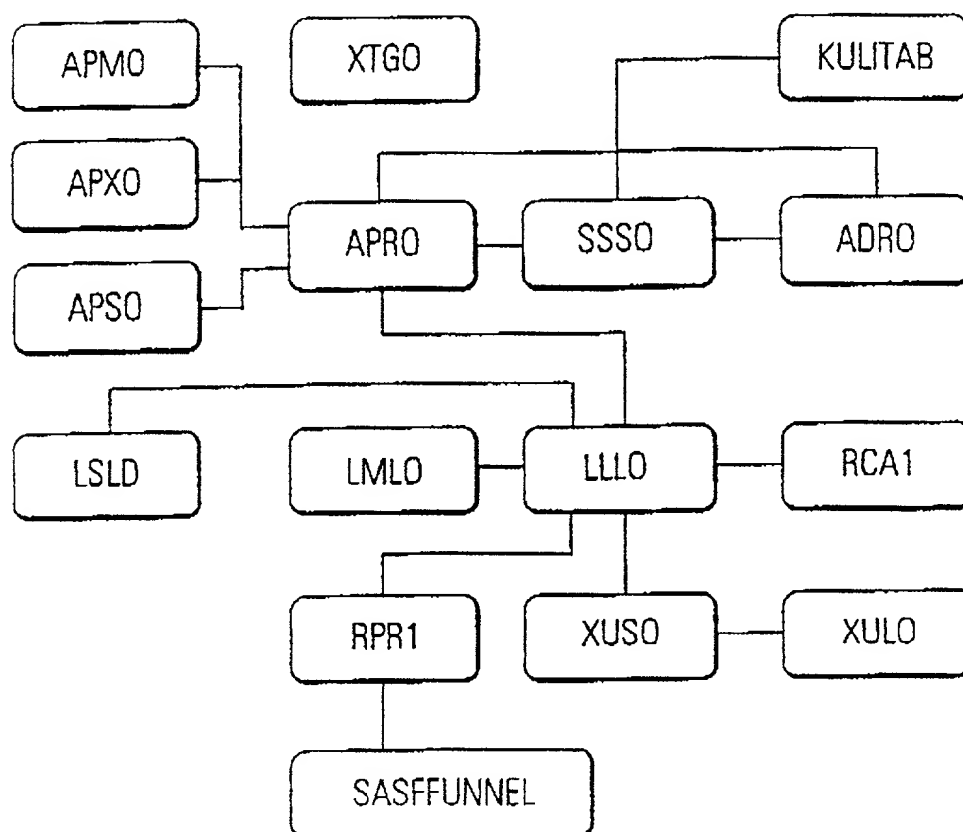 APMO
XTGO
KULITAB
APXO
APRO
SSSO
ADRO
APSO
LSLD
LMLO
LLLO
RCA1
RPR1
XUSO
XULO
SASFFUNNEL